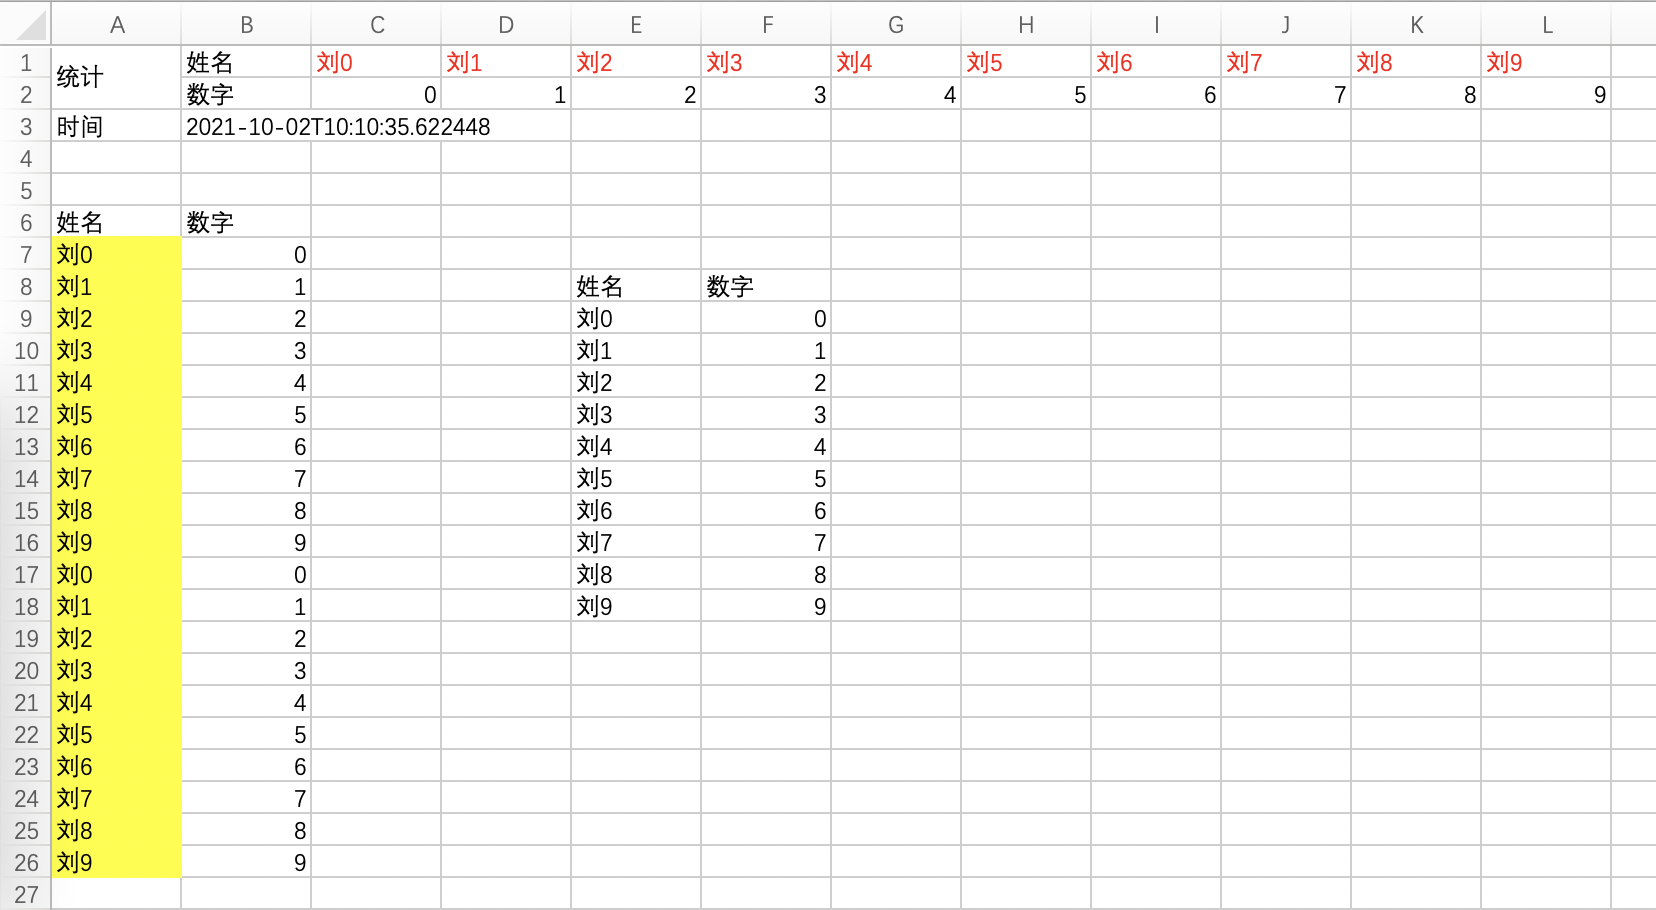 A B C D E F G H I J K L
1 统计 姓名 刘0 刘1 刘2 刘3 刘4 刘5 刘6 刘7 刘8 刘9
2 数字 0 1 2 3 4 5 6 7 8 9
3 时间 2021-10-02T10:10:35.622448
4
5
6 姓名 数字
7 刘0 0
8 刘1 1 姓名 数字
9 刘2 2 刘0 0
10 刘3 3 刘1 1
11 刘4 4 刘2 2
12 刘5 5 刘3 3
13 刘6 6 刘4 4
14 刘7 7 刘5 5
15 刘8 8 刘6 6
16 刘9 9 刘7 7
17 刘0 0 刘8 8
18 刘1 1 刘9 9
19 刘2 2
20 刘3 3
21 刘4 4
22 刘5 5
23 刘6 6
24 刘7 7
25 刘8 8
26 刘9 9
27